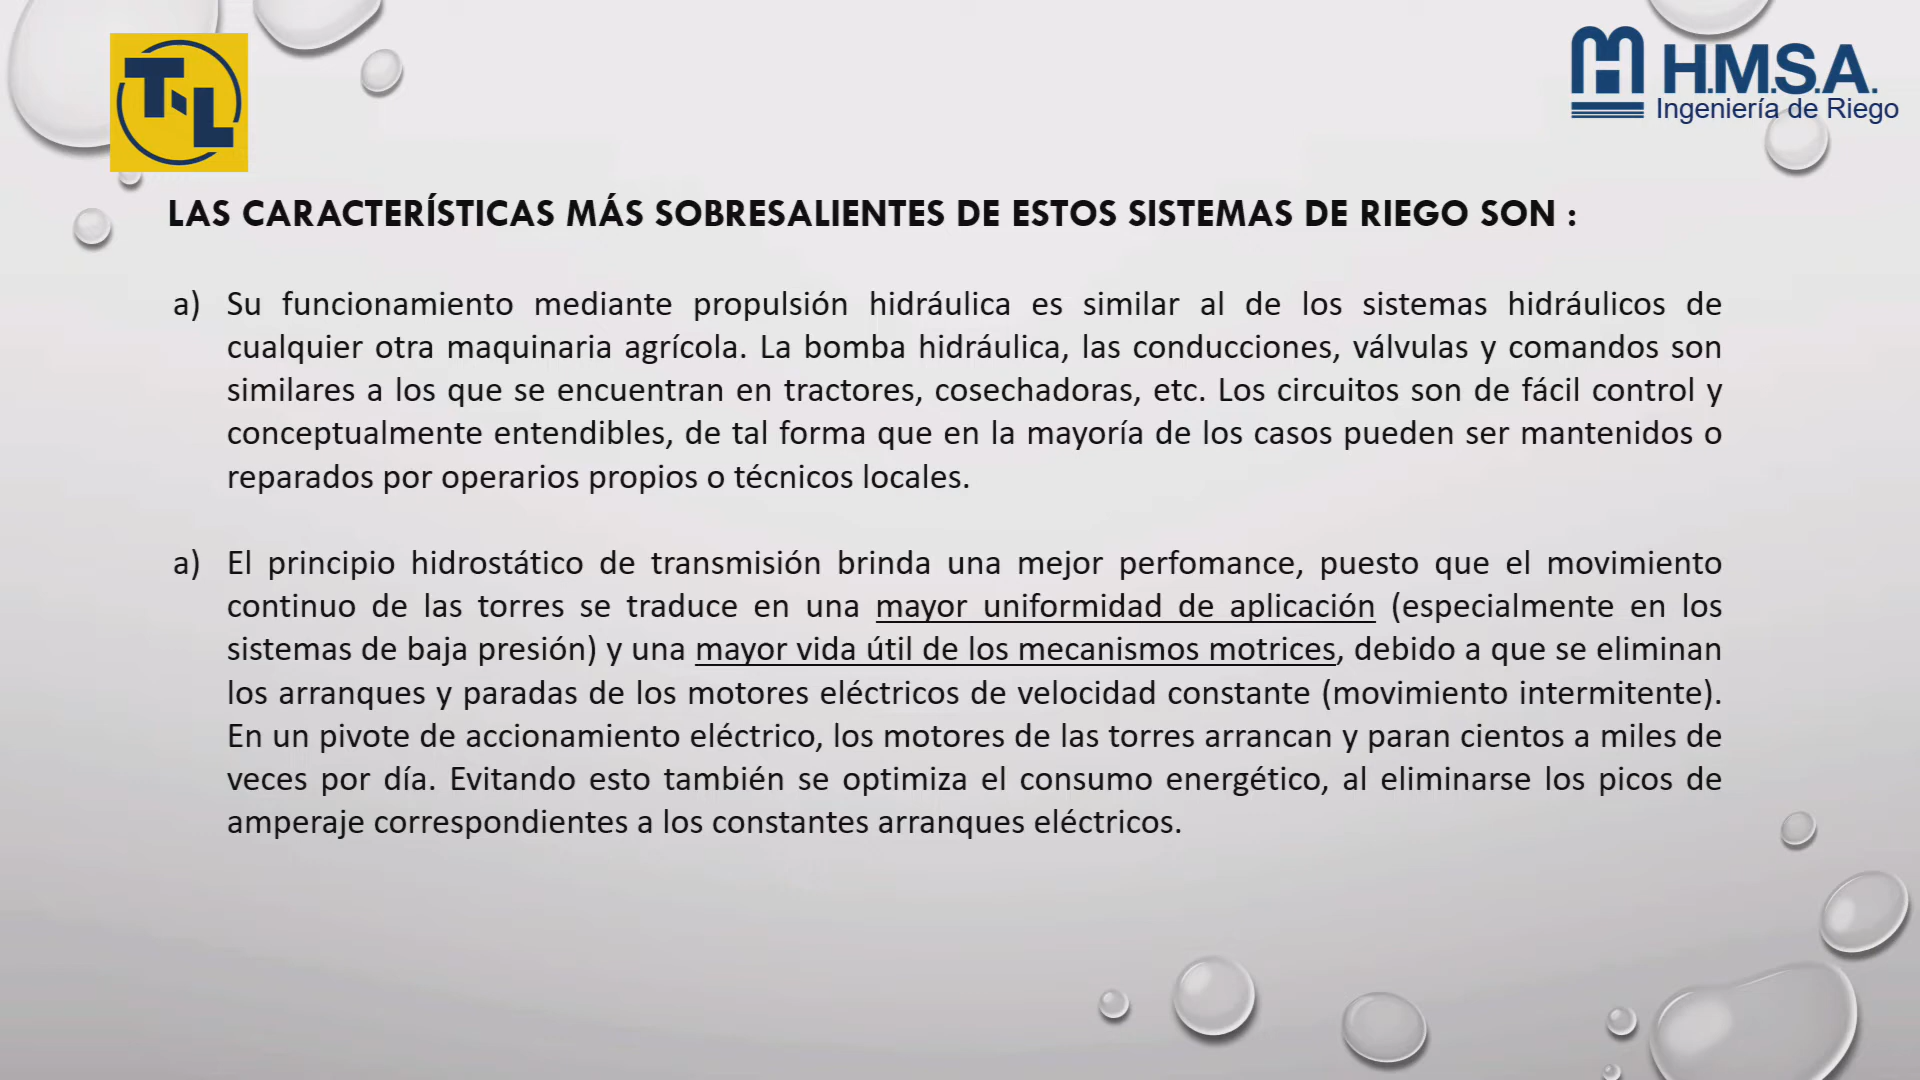 T-L
H.M.S.A.
Ingeniería de Riego
LAS CARACTERÍSTICAS MÁS SOBRESALIENTES DE ESTOS SISTEMAS DE RIEGO SON :
a) Su funcionamiento mediante propulsión hidráulica es similar al de los sistemas hidráulicos de
cualquier otra maquinaria agrícola. La bomba hidráulica, las conducciones, válvulas y comandos son
similares a los que se encuentran en tractores, cosechadoras, etc. Los circuitos son de fácil control y
conceptualmente entendibles, de tal forma que en la mayoría de los casos pueden ser mantenidos o
reparados por operarios propios o técnicos locales.
a) El principio hidrostático de transmisión brinda una mejor perfomance, puesto que el movimiento
continuo de las torres se traduce en una mayor uniformidad de aplicación (especialmente en los
sistemas de baja presión) y una mayor vida útil de los mecanismos motrices, debido a que se eliminan
los arranques y paradas de los motores eléctricos de velocidad constante (movimiento intermitente).
En un pivote de accionamiento eléctrico, los motores de las torres arrancan y paran cientos a miles de
veces por día. Evitando esto también se optimiza el consumo energético, al eliminarse los picos de
amperaje correspondientes a los constantes arranques eléctricos.